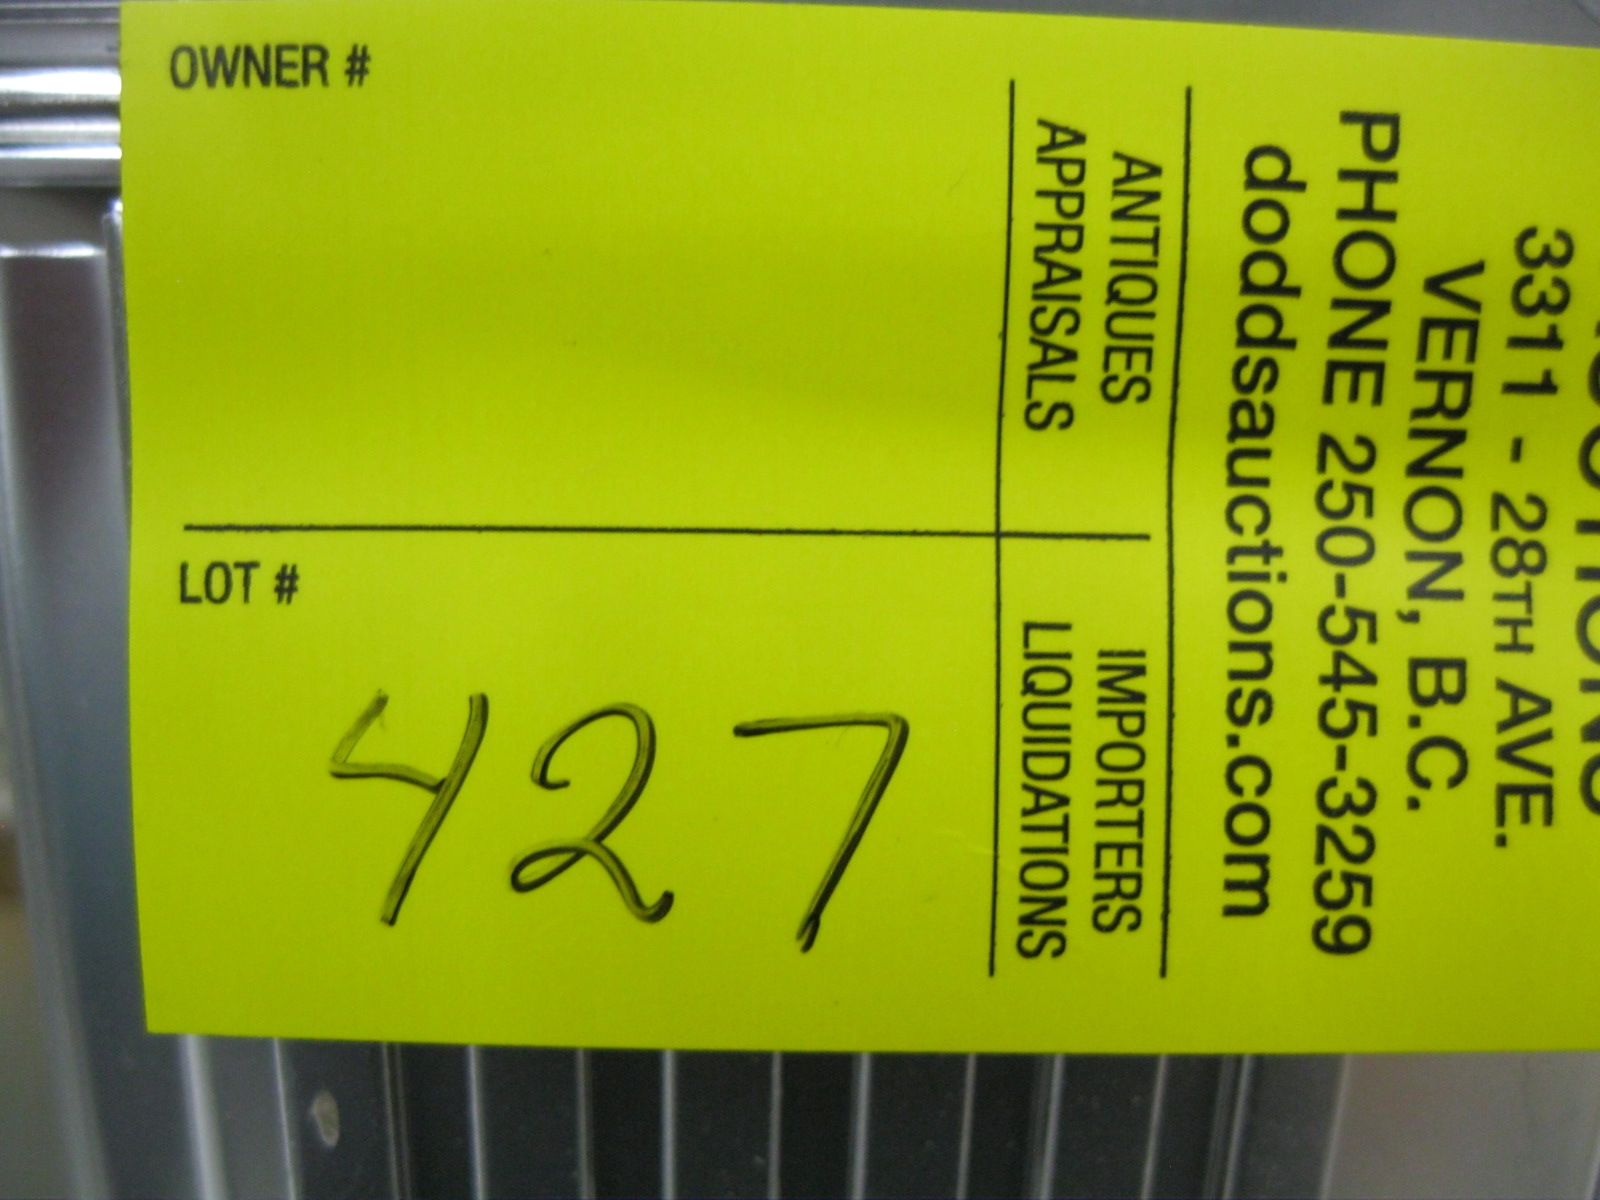 3311 - 28TH AVE.
VERNON, B.C.
PHONE 250-545-3259
doddsauctions.com
ANTIQUES
APPRAISALS
IMPORTERS
LIQUIDATIONS
OWNER #
LOT #
427